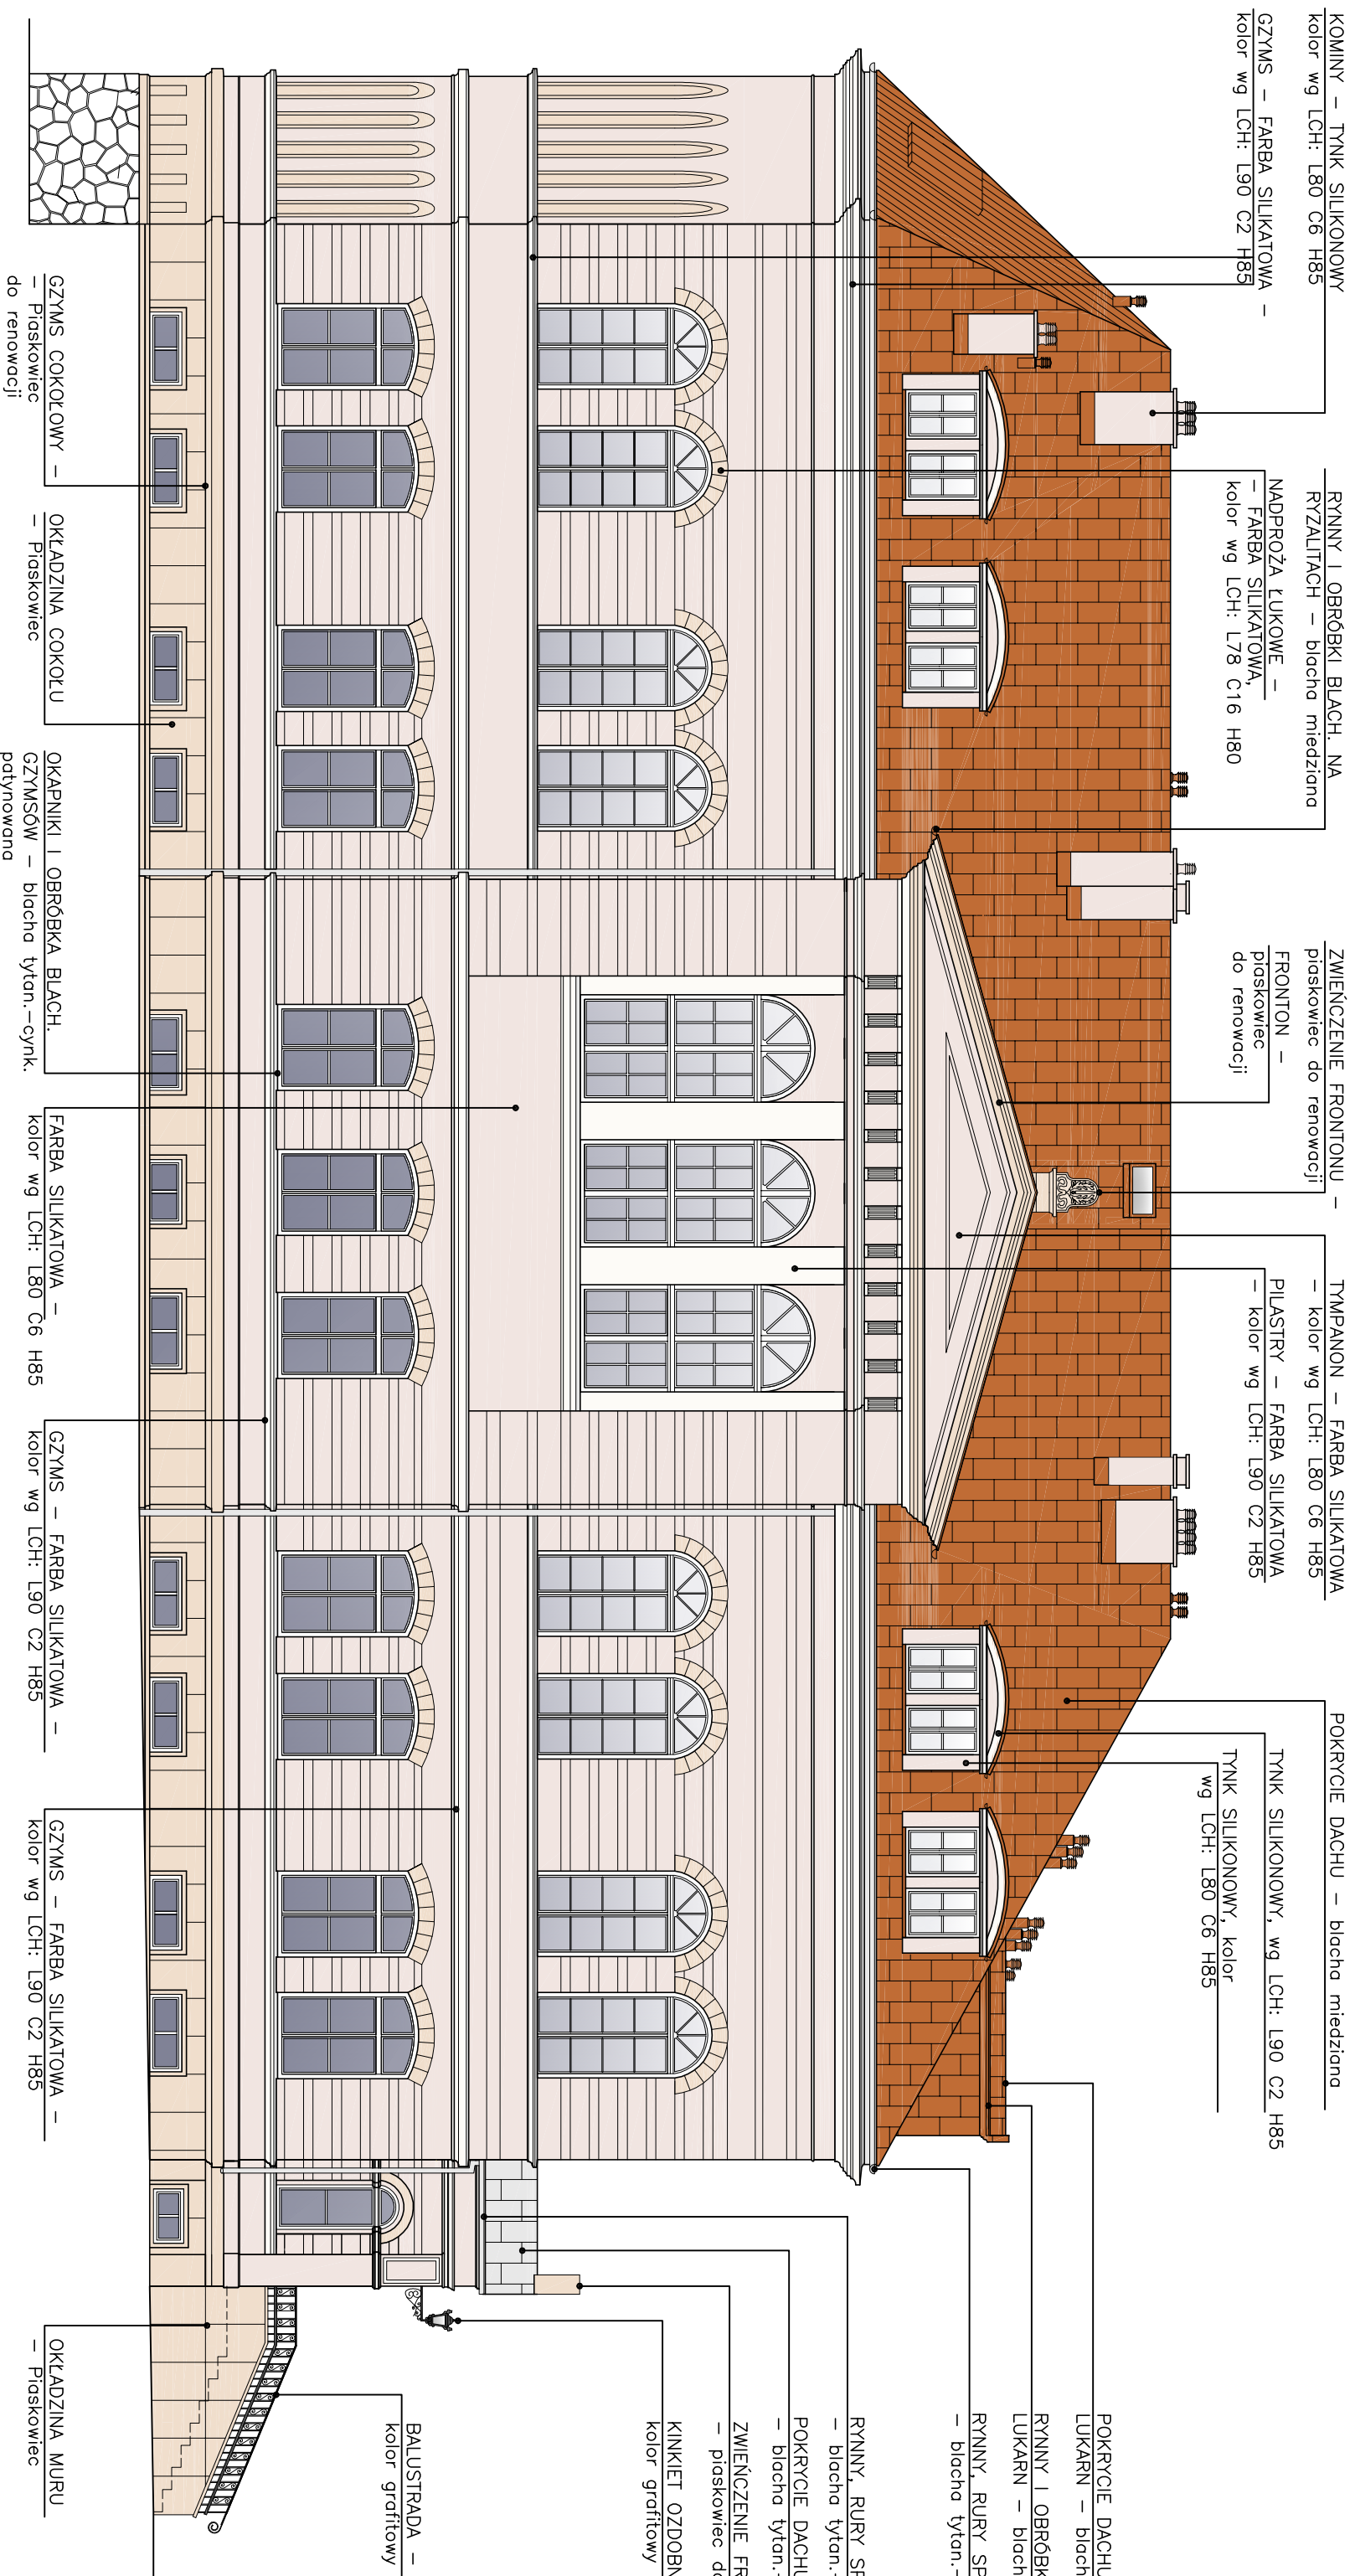 KOMINY – TYNK SILIKONOWY
kolor wg LCH: L80 C6 H85
GZYMS – FARBA SILIKATOWA –
kolor wg LCH: L90 C2 H85
RYNNY I OBRÓBKI BLACH. NA
RYZALITACH – blacha miedziana
NADPROŻA ŁUKOWE –
– FARBA SILIKATOWA,
kolor wg LCH: L78 C16 H80
ZWIEŃCZENIE FRONTONU –
piaskowiec do renowacji
FRONTON –
piaskowiec
do renowacji
TYMPANON – FARBA SILIKATOWA
– kolor wg LCH: L80 C6 H85
PILASTRY – FARBA SILIKATOWA
– kolor wg LCH: L90 C2 H85
POKRYCIE DACHU – blacha miedziana
TYNK SILIKONOWY, wg LCH: L90 C2 H85
TYNK SILIKONOWY, kolor
wg LCH: L80 C6 H85
POKRYCIE DACHU
LUKARN – blach
RYNNY I OBRÓBK
LUKARN – blach
RYNNY, RURY SP
– blacha tytan.-
RYNNY, RURY SP
– blacha tytan.-
POKRYCIE DACHU
– blacha tytan.-
ZWIEŃCZENIE FR
– piaskowiec d
KINKIET OZDOBN
kolor grafitowy
BALUSTRADA –
kolor grafitowy
GZYMS COKOŁOWY –
– Piaskowiec
do renowacji
OKŁADZINA COKOŁU
– Piaskowiec
OKAPNIKI I OBRÓBKA BLACH.
GZYMSÓW – blacha tytan.–cynk.
patynowana
FARBA SILIKATOWA –
kolor wg LCH: L80 C6 H85
GZYMS – FARBA SILIKATOWA –
kolor wg LCH: L90 C2 H85
GZYMS – FARBA SILIKATOWA –
kolor wg LCH: L90 C2 H85
OKŁADZINA MURU
– Piaskowiec